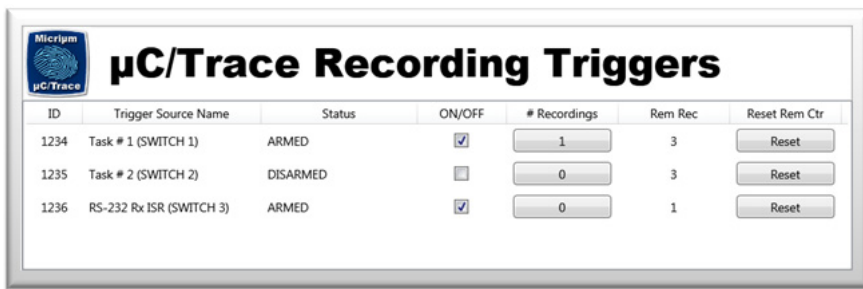 Micriµm
µC/Trace
µC/Trace Recording Triggers
ID Trigger Source Name Status ON/OFF # Recordings Rem Rec Reset Rem Ctr
1234 Task # 1 (SWITCH 1) ARMED 1 3 Reset
1235 Task # 2 (SWITCH 2) DISARMED 0 3 Reset
1236 RS-232 Rx ISR (SWITCH 3) ARMED 0 1 Reset